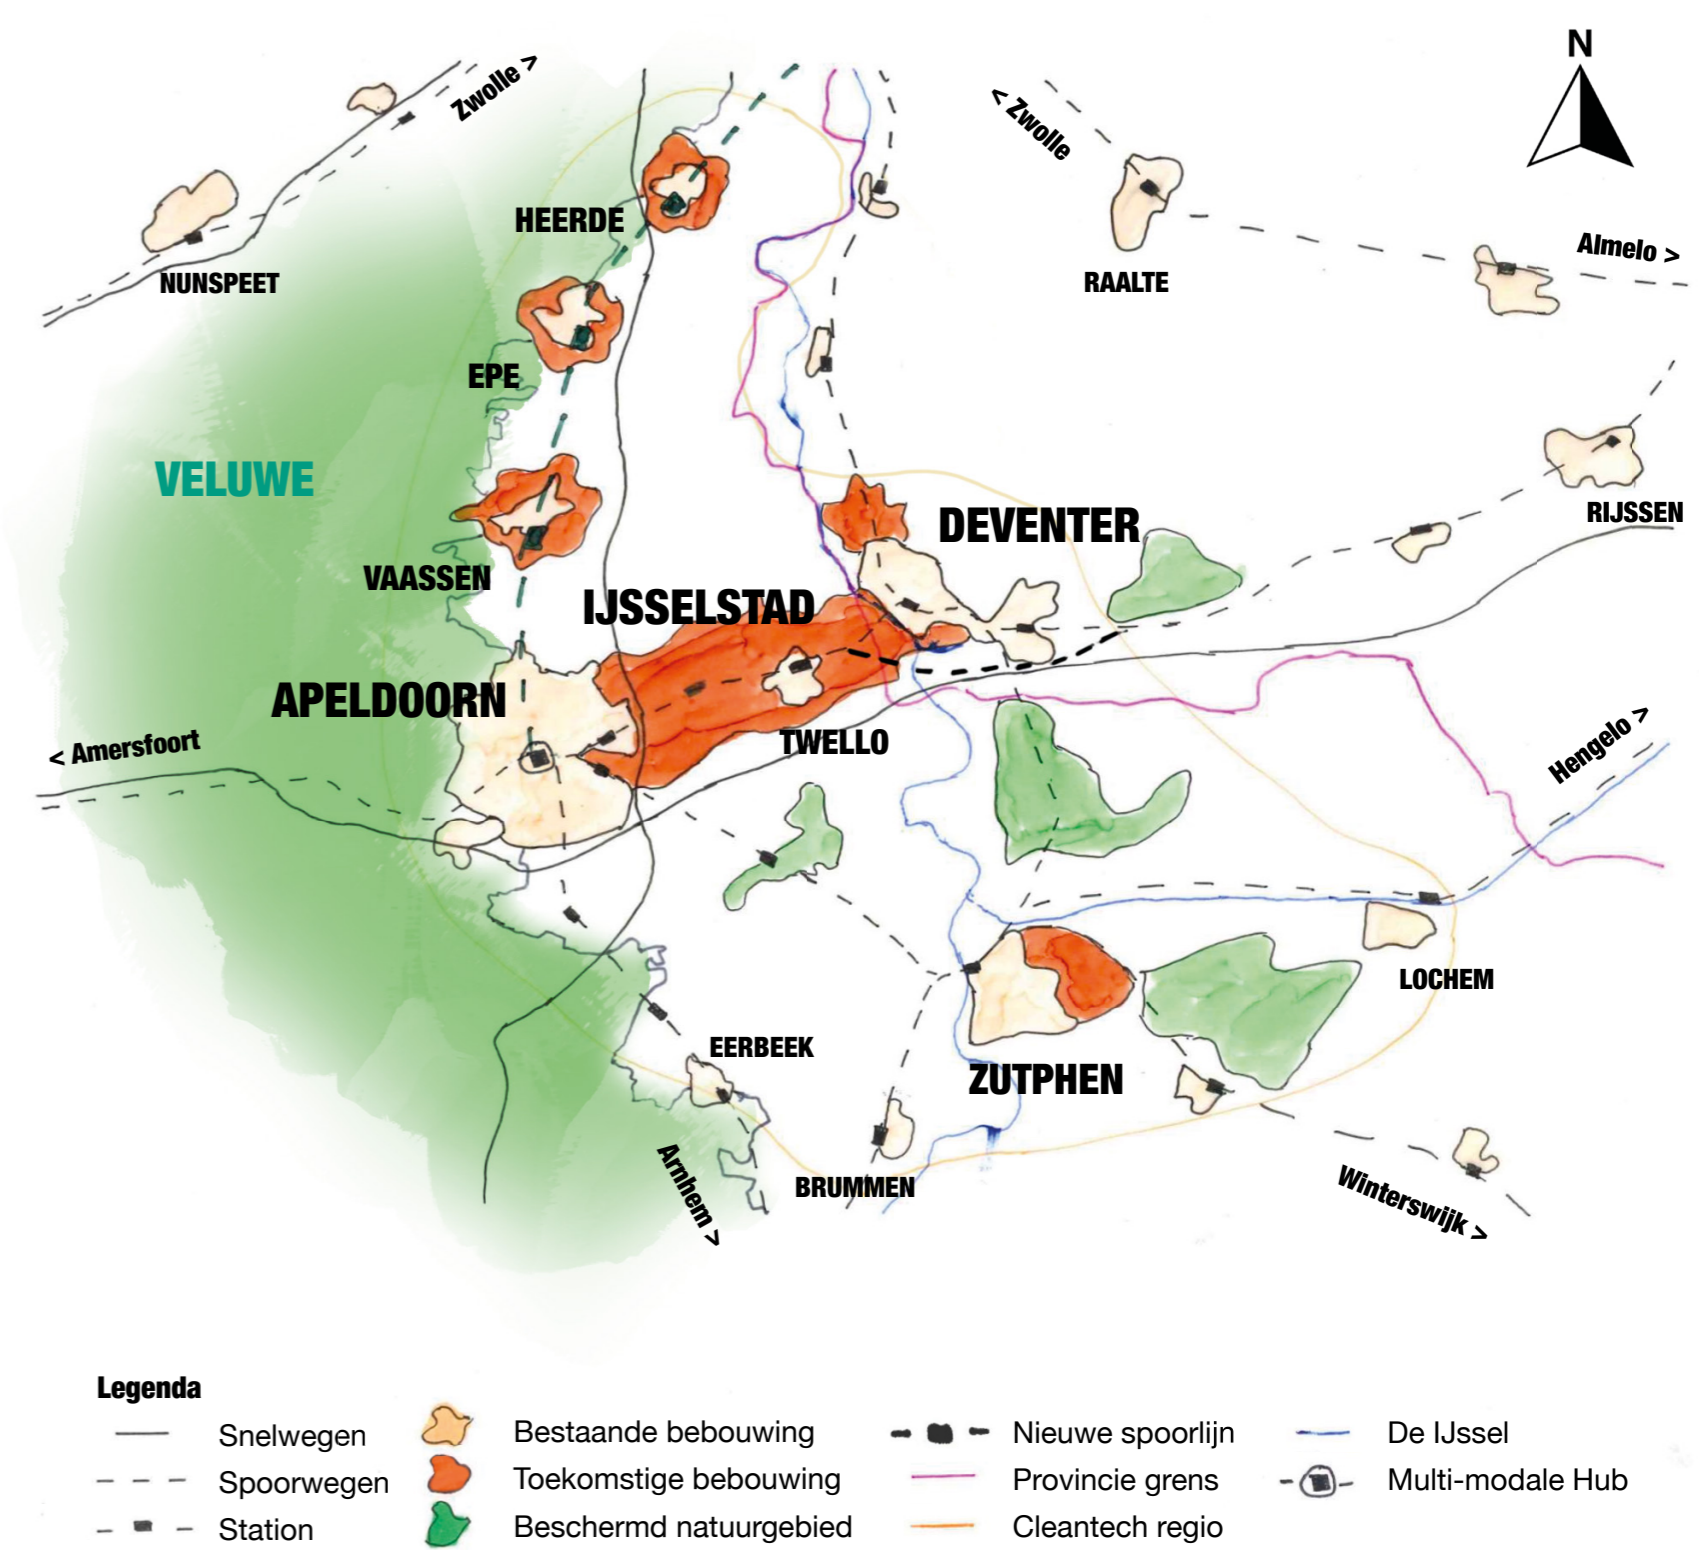 N
Zwolle >
< Zwolle
HEERDE
Almelo >
NUNSPEET
RAALTE
EPE
VELUWE
RIJSSEN
DEVENTER
VAASSEN
IJSSELSTAD
APELDOORN
TWELLO
< Amersfoort
Hengelo >
LOCHEM
EERBEEK
ZUTPHEN
Arnhem >
BRUMMEN
Winterswijk >
Legenda
Snelwegen
Spoorwegen
Station
Bestaande bebouwing
Toekomstige bebouwing
Beschermd natuurgebied
Nieuwe spoorlijn
Provincie grens
Cleantech regio
De IJssel
Multi-modale Hub